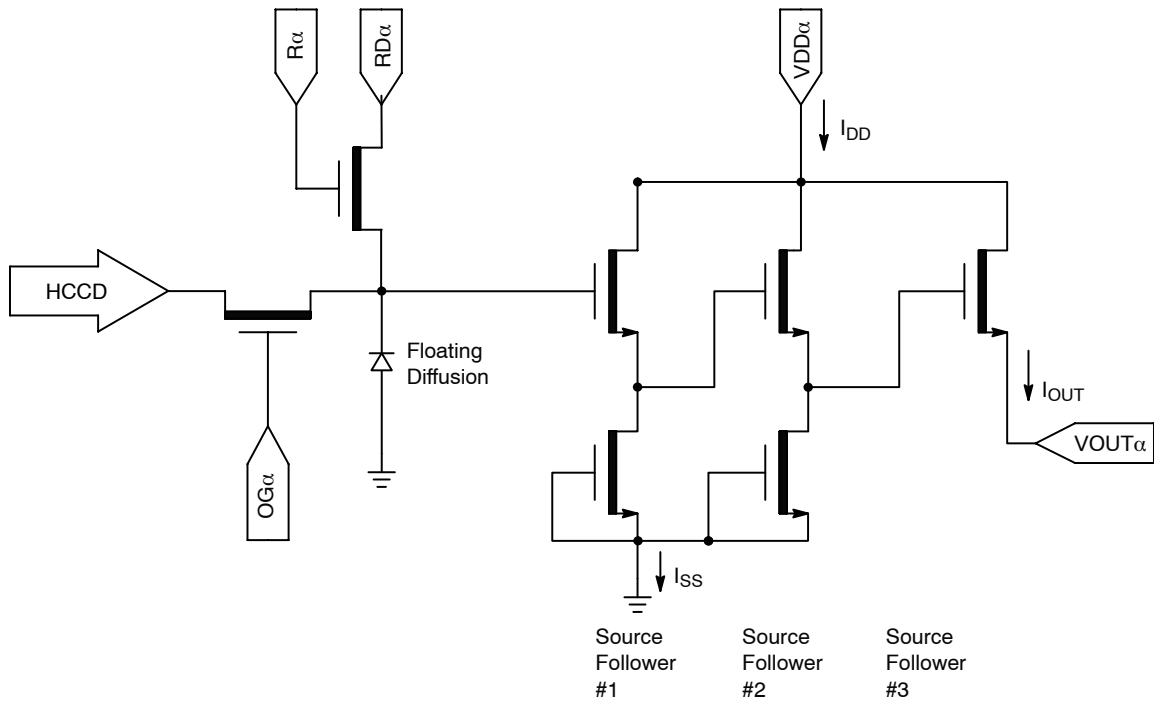 Rα
RDα
VDDα
IDD
HCCD
Floating
Diffusion
IOUT
VOUTα
OGα
ISS
Source
Follower
#1
Source
Follower
#2
Source
Follower
#3